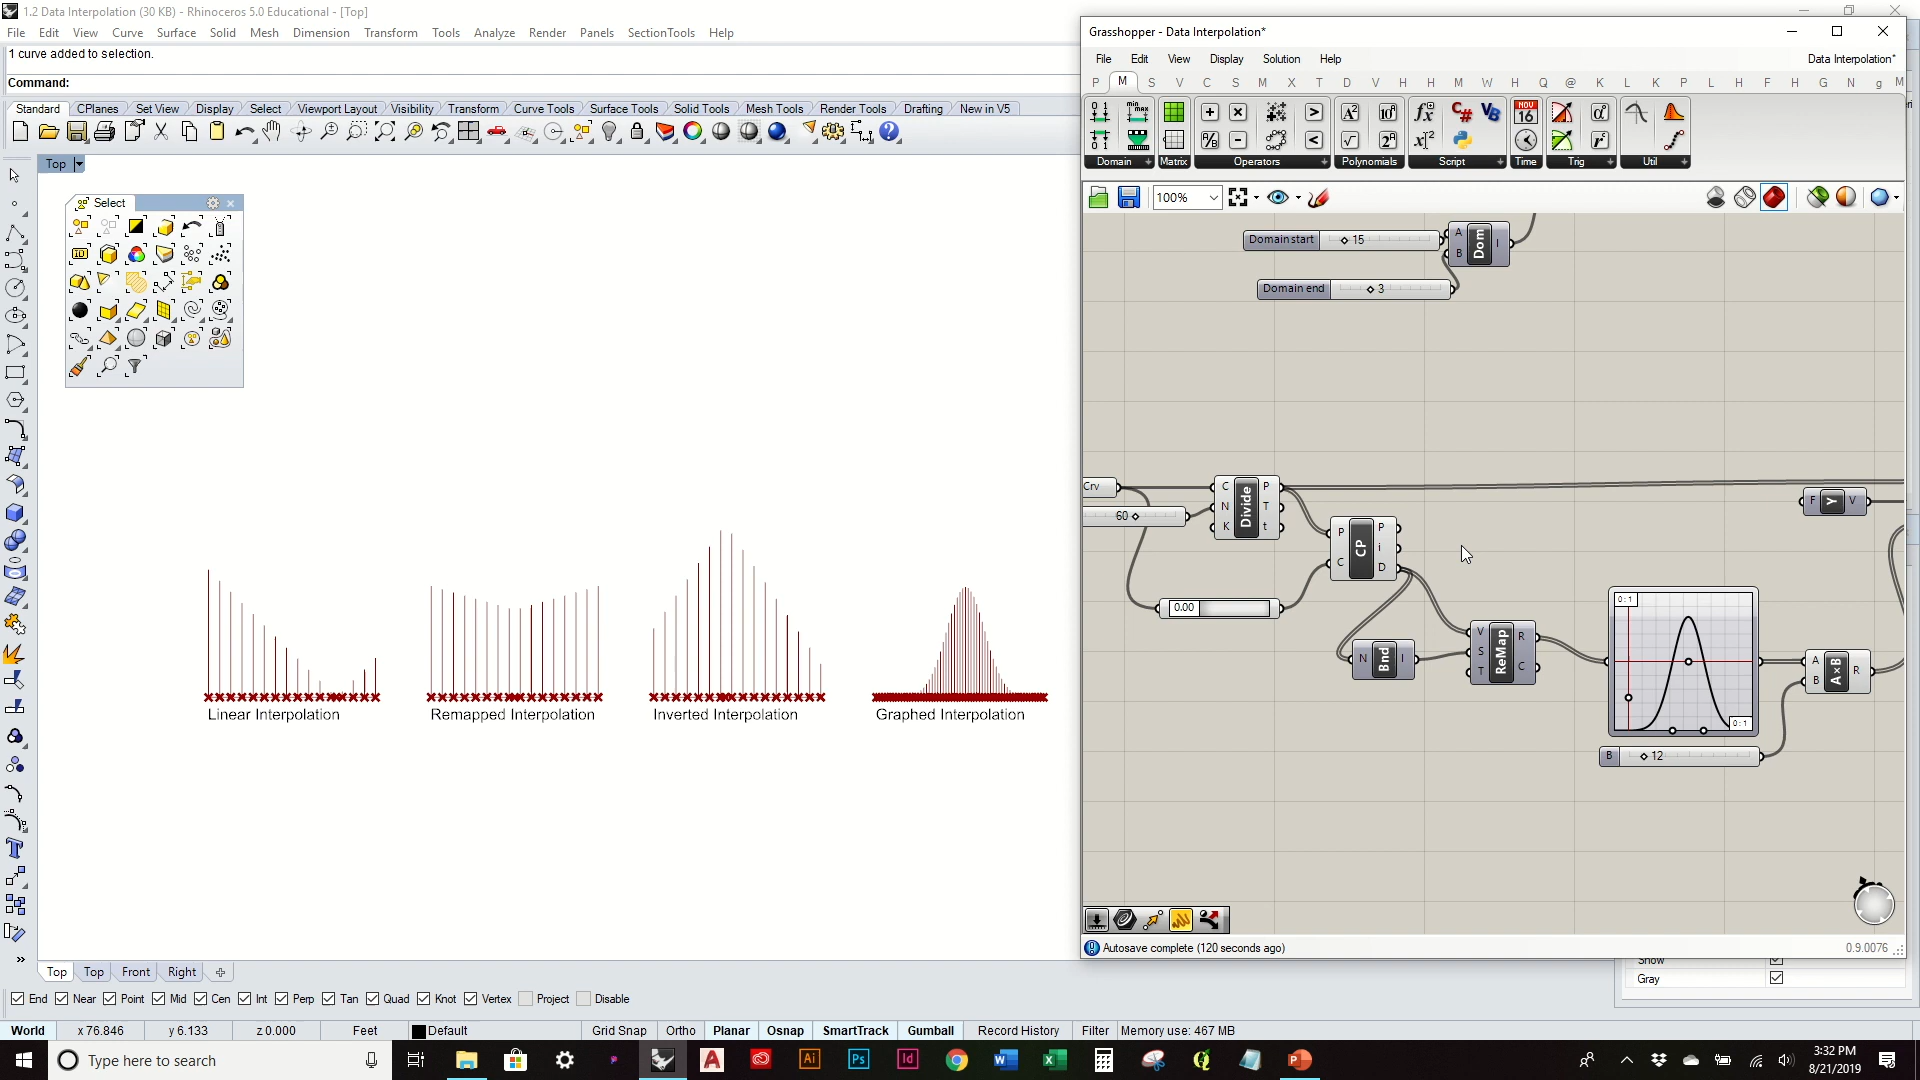 1.2 Data Interpolation (30 KB) - Rhinoceros 5.0 Educational - [Top]
File Edit View Curve Surface Solid Mesh Dimension Transform Tools Analyze Render Panels SectionTools Help
1 curve added to selection.
Command:
Standard CPlanes Set View Display Select Viewport Layout Visibility Transform Curve Tools Surface Tools Solid Tools Mesh Tools Render Tools Drafting New in V5
Top
Select
Linear Interpolation
Remapped Interpolation
Inverted Interpolation
Graphed Interpolation
Grasshopper - Data Interpolation*
File Edit View Display Solution Help
Data Interpolation*
P M S V C S M X T D V H H M W H Q @ K L K P L H F H G N g M
Domain Matrix Operators Polynomials Script Time Trig Util
100%
Domain start 15
A B Dom I
Domain end 3
Crv
60
C N K Divide P T t
P C CP P i D
0.00
N Bnd I
V S T ReMap R C
0 : 1
0 : 1
B 12
F Y V
A B A×B R
Autosave complete (120 seconds ago)
0.9.0076
Show
Gray
Top Top Front Right
End Near Point Mid Cen Int Perp Tan Quad Knot Vertex Project Disable
World x 76.846 y 6.133 z 0.000 Feet Default Grid Snap Ortho Planar Osnap SmartTrack Gumball Record History Filter Memory use: 467 MB
Type here to search
3:32 PM
8/21/2019